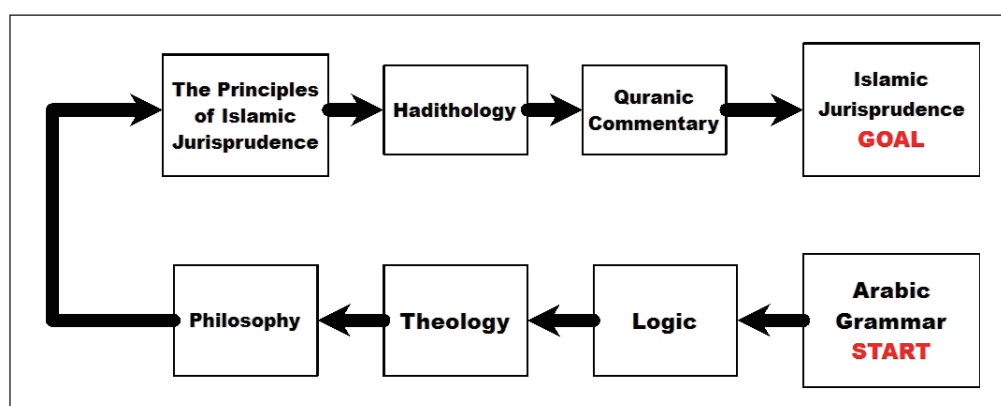 The Principles
of Islamic
Jurisprudence
Hadithology
Quranic
Commentary
Islamic
Jurisprudence
GOAL
Philosophy
Theology
Logic
Arabic
Grammar
START